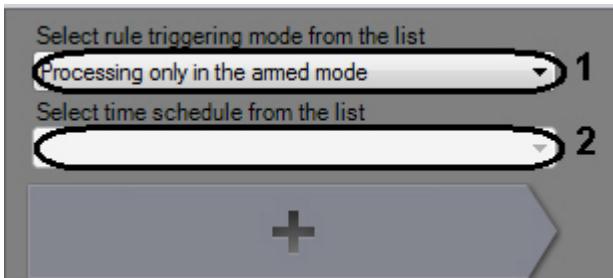 Select rule triggering mode from the list
Processing only in the armed mode 1
Select time schedule from the list
2